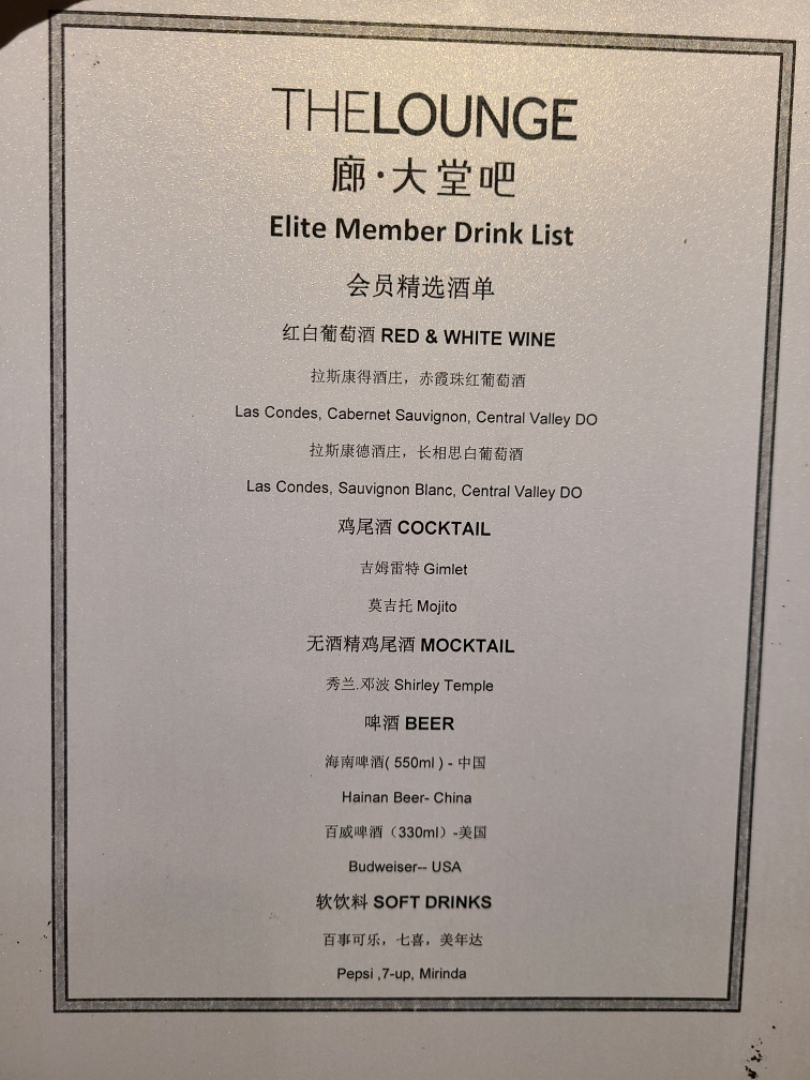 THELOUNGE
廊·大堂吧
Elite Member Drink List
会员精选酒单
红白葡萄酒 RED & WHITE WINE
拉斯康得酒庄，赤霞珠红葡萄酒
Las Condes, Cabernet Sauvignon, Central Valley DO
拉斯康德酒庄，长相思白葡萄酒
Las Condes, Sauvignon Blanc, Central Valley DO
鸡尾酒 COCKTAIL
吉姆雷特 Gimlet
莫吉托 Mojito
无酒精鸡尾酒 MOCKTAIL
秀兰.邓波 Shirley Temple
啤酒 BEER
海南啤酒( 550ml ) - 中国
Hainan Beer- China
百威啤酒（330ml）-美国
Budweiser-- USA
软饮料 SOFT DRINKS
百事可乐，七喜，美年达
Pepsi ,7-up, Mirinda